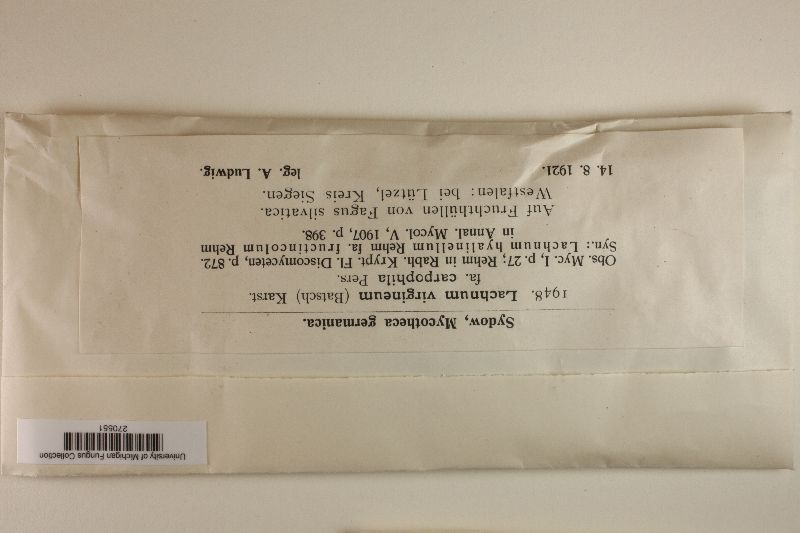 Sydow, Mycotheca germanica.
1948. Lachnum virgineum (Batsch) Karst.
fa. carpophila Pers.
Obs. Myc. I, p. 27; Rehm in Rabh. Krypt. Fl. Discomyceten, p. 872.
Syn.: Lachnum hyalinellum Rehm fa. fructincolum Rehm
in Annal. Mycol. V, 1907, p. 398.
Auf Fruchthüllen von Fagus silvatica.
Westfalen: bei Lützel, Kreis Siegen.
14. 8. 1921. leg. A. Ludwig.
University of Michigan Fungus Collection
270551